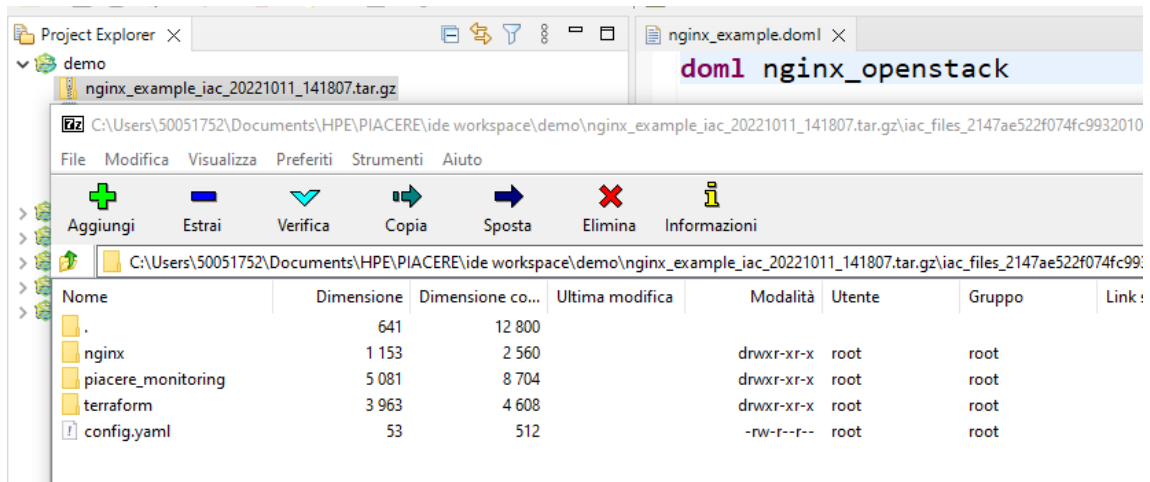 Project Explorer
nginx_example.doml
demo
doml nginx_openstack
nginx_example_iac_20221011_141807.tar.gz
C:\Users\50051752\Documents\HPE\PIACERE\ide workspace\demo\nginx_example_iac_20221011_141807.tar.gz\iac_files_2147ae522f074fc9932010
File Modifica Visualizza Preferiti Strumenti Aiuto
Aggiungi Estrai Verifica Copia Sposta Elimina Informazioni
C:\Users\50051752\Documents\HPE\PIACERE\ide workspace\demo\nginx_example_iac_20221011_141807.tar.gz\iac_files_2147ae522f074fc99
Nome Dimensione Dimensione co... Ultima modifica Modalità Utente Gruppo Link
. 641 12 800
nginx 1 153 2 560 drwxr-xr-x root root
piacere_monitoring 5 081 8 704 drwxr-xr-x root root
terraform 3 963 4 608 drwxr-xr-x root root
config.yaml 53 512 -rw-r--r-- root root